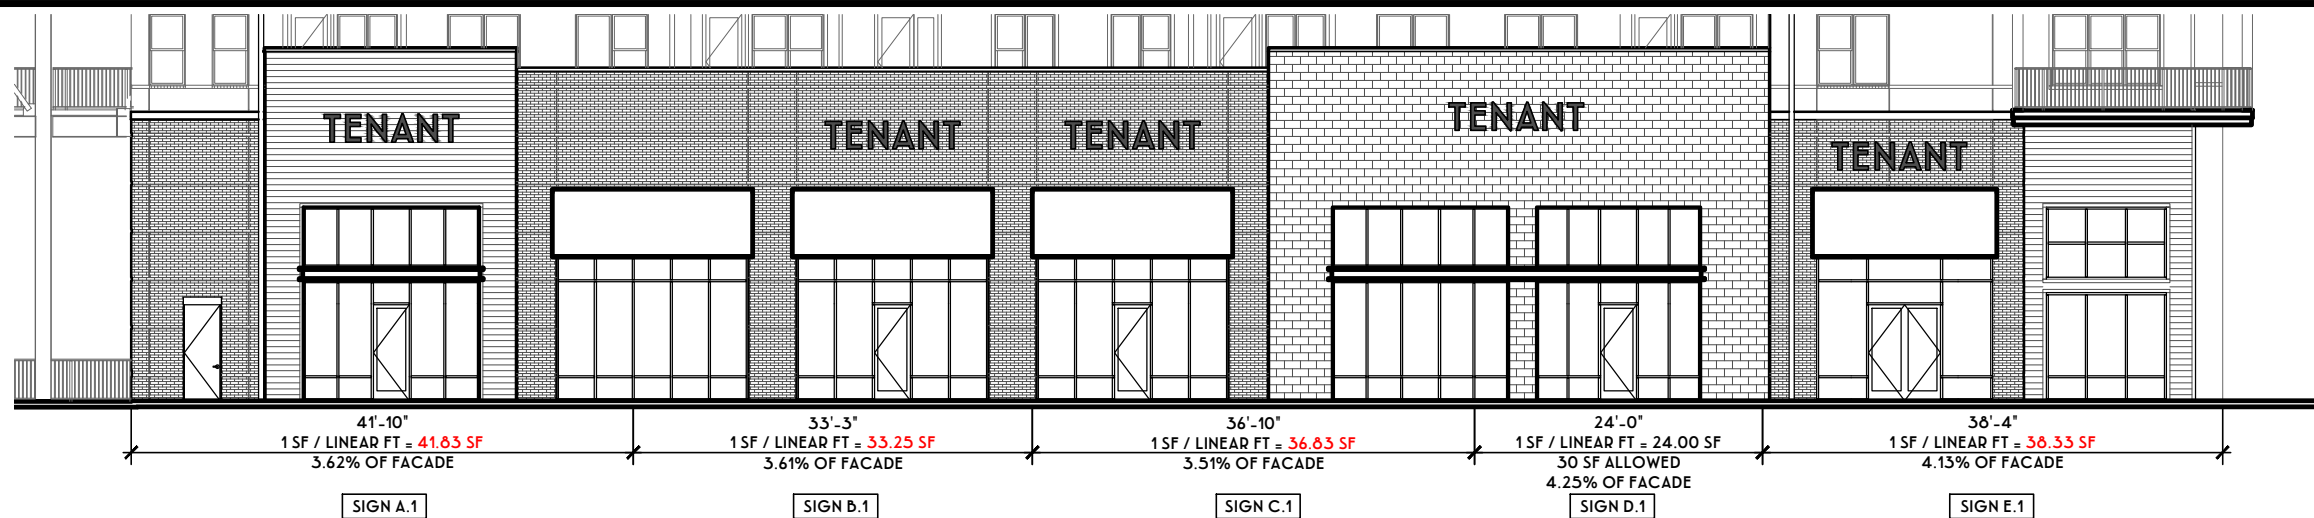 TENANT
TENANT
TENANT
TENANT
TENANT
41'-10"
1 SF / LINEAR FT = 41.83 SF
3.62% OF FACADE
SIGN A.1
33'-3"
1 SF / LINEAR FT = 33.25 SF
3.61% OF FACADE
SIGN B.1
36'-10"
1 SF / LINEAR FT = 36.83 SF
3.51% OF FACADE
SIGN C.1
24'-0"
1 SF / LINEAR FT = 24.00 SF
30 SF ALLOWED
4.25% OF FACADE
SIGN D.1
38'-4"
1 SF / LINEAR FT = 38.33 SF
4.13% OF FACADE
SIGN E.1